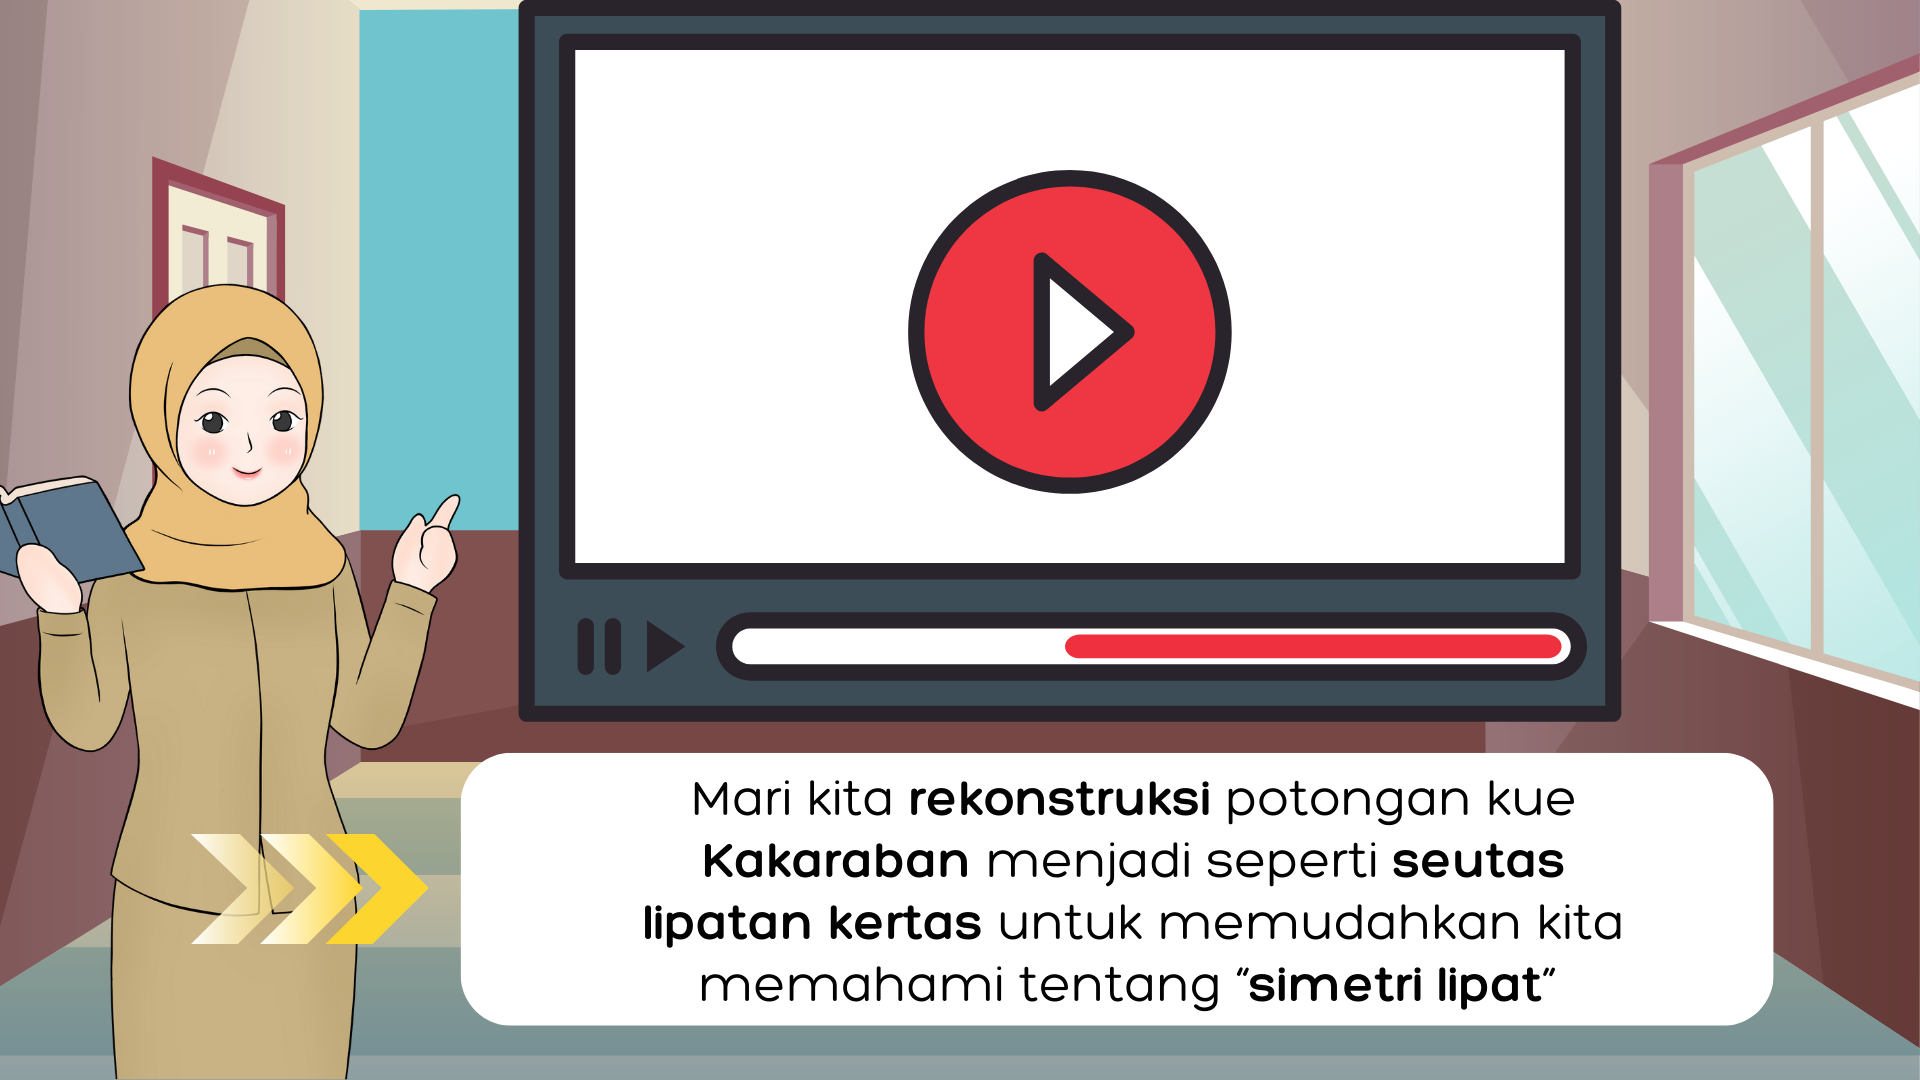 Mari kita rekonstruksi potongan kue
Kakaraban menjadi seperti seutas
lipatan kertas untuk memudahkan kita
memahami tentang “simetri lipat”